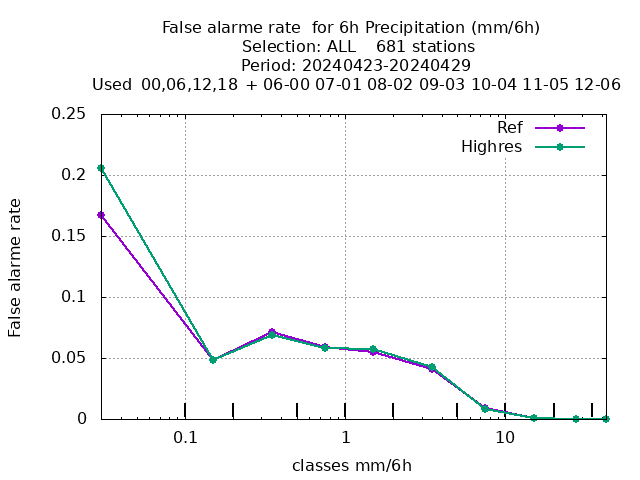 False alarme rate  for 6h Precipitation (mm/6h)
Selection: ALL    681 stations
Period: 20240423-20240429
Used  00,06,12,18  + 06-00 07-01 08-02 09-03 10-04 11-05 12-06
0.25
0.2
0.15
0.1
0.05
0
False alarme rate
Ref
Highres
0.1
1
10
classes mm/6h